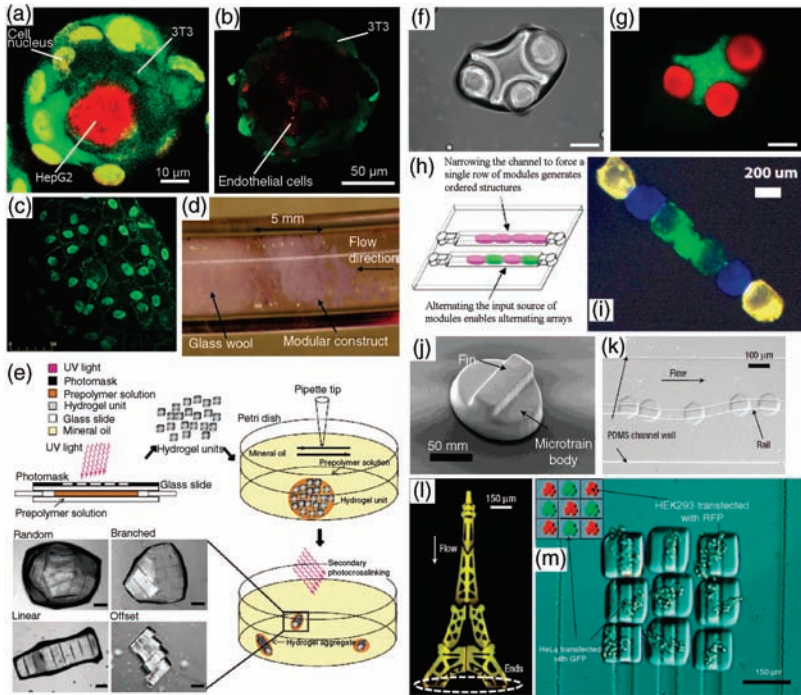 (a)
Cell
nucleus
3T3
HepG2
10 µm
(b)
3T3
Endothelial cells
50 µm
(c)
(d)
5 mm
Flow
direction
Glass wool
Modular construct
(e)
UV light
Photomask
Prepolymer solution
Hydrogel unit
Glass slide
Mineral oil
UV light
Photomask
Glass slide
Prepolymer solution
Hydrogel units
Pipette tip
Petri dish
Mineral oil
Prepolymer solution
Hydrogel unit
Secondary
photocrosslinking
Hydrogel aggregate
Random
Branched
Linear
Offset
(f)
(g)
(h)
Narrowing the channel to force a
single row of modules generates
ordered structures
Alternating the input source of
modules enables alternating arrays
200 um
(i)
(j)
Fin
50 mm
Microtrain
body
(k)
100 µm
Flow
PDMS channel wall
Rail
(l)
150 µm
Flow
Ends
HEK293 transfected
with RFP
(m)
HeLa transfected
with GFP
150 µm